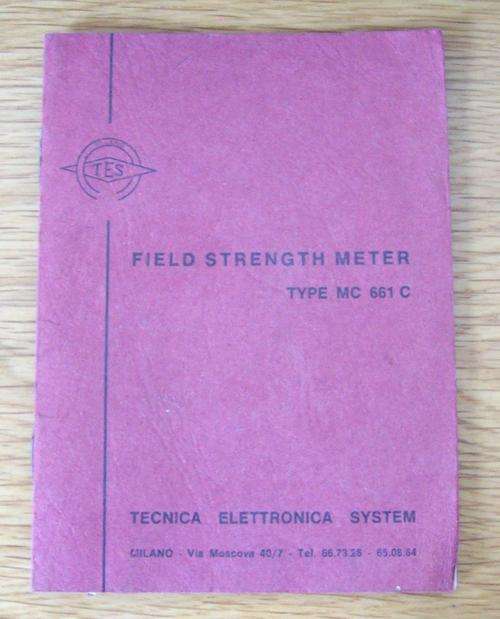 TES
FIELD STRENGTH METER
TYPE MC 661 C
TECNICA ELETTRONICA SYSTEM
MILANO - Via Moscova 40/7 - Tel. 66.73.26 - 65.08.84